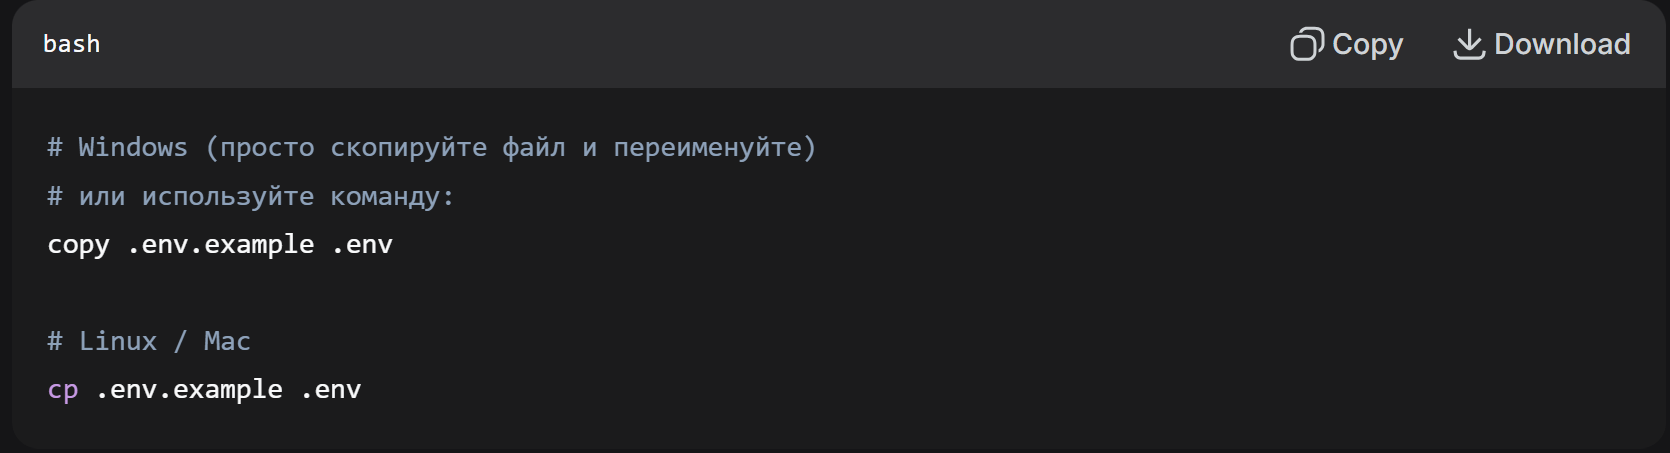 bash
Copy
Download
# Windows (просто скопируйте файл и переименуйте)
# или используйте команду:
copy .env.example .env
# Linux / Mac
cp .env.example .env